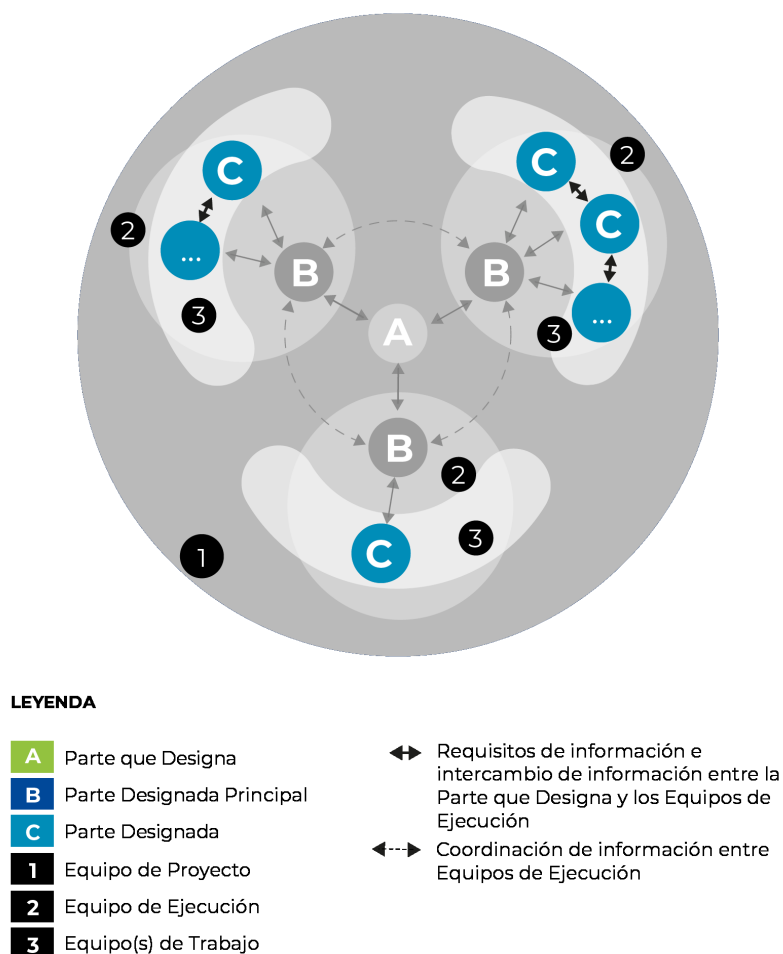 C
C
2
C
2
...
B
B
...
3
A
3
B
2
3
C
1
LEYENDA
A Parte que Designa
B Parte Designada Principal
C Parte Designada
1 Equipo de Proyecto
2 Equipo de Ejecución
3 Equipo(s) de Trabajo
Requisitos de información e
intercambio de información entre la
Parte que Designa y los Equipos de
Ejecución
Coordinación de información entre
Equipos de Ejecución